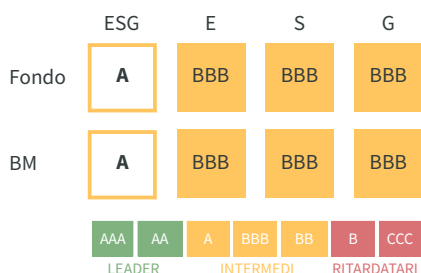 ESG E S G
Fondo A BBB BBB BBB
BM A BBB BBB BBB
AAA AA A BBB BB B CCC
LEADER INTERMEDI RITARDATARI